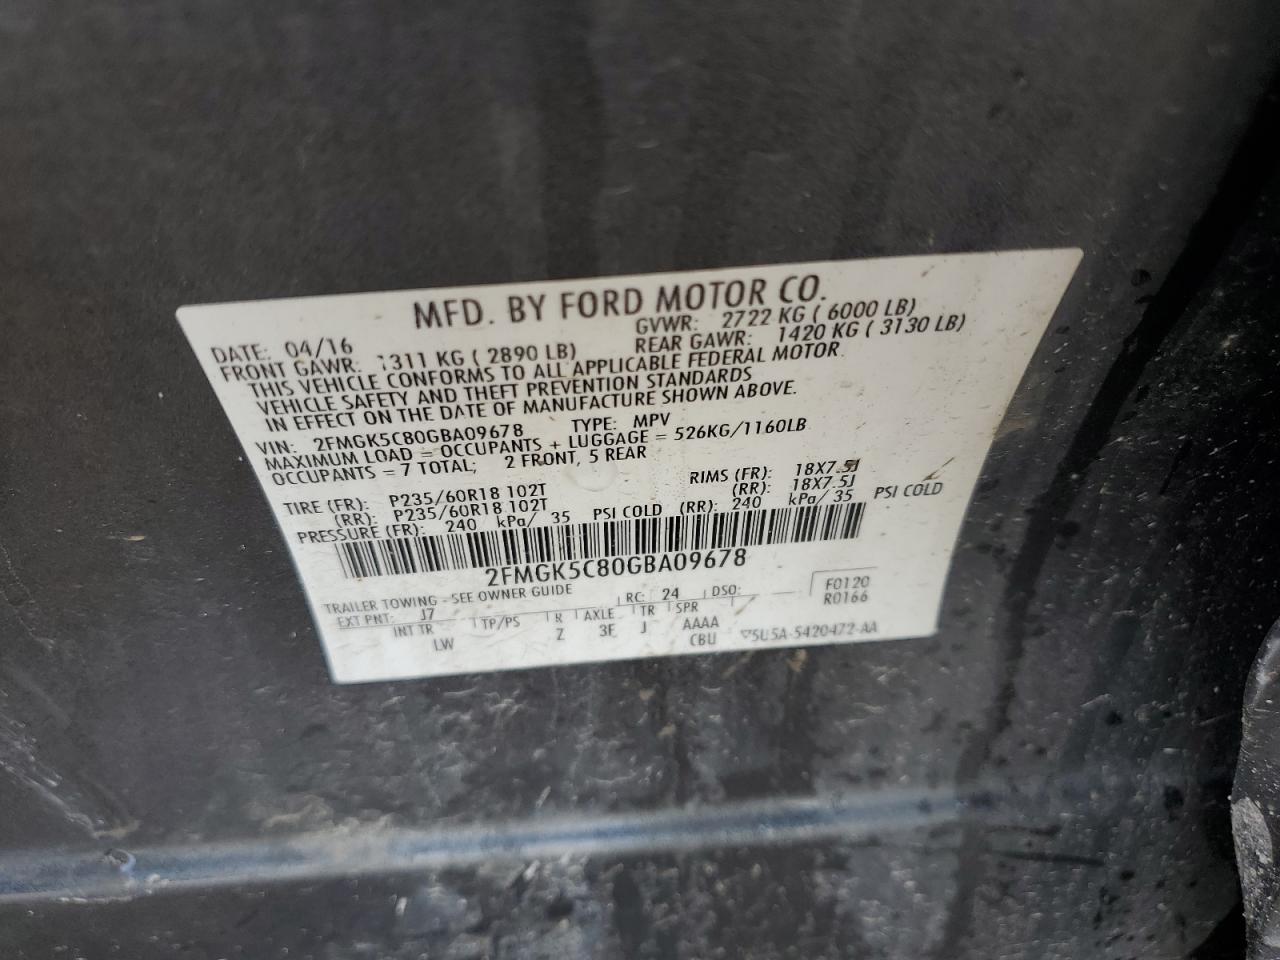 MFD. BY FORD MOTOR CO.
DATE: 04/16 GVWR: 2722 KG ( 6000 LB)
FRONT GAWR: 1311 KG ( 2890 LB) REAR GAWR: 1420 KG ( 3130 LB)
THIS VEHICLE CONFORMS TO ALL APPLICABLE FEDERAL MOTOR
VEHICLE SAFETY AND THEFT PREVENTION STANDARDS
IN EFFECT ON THE DATE OF MANUFACTURE SHOWN ABOVE.
VIN: 2FMGK5C80GBA09678 TYPE: MPV
MAXIMUM LOAD = OCCUPANTS + LUGGAGE = 526KG/1160LB
OCCUPANTS = 7 TOTAL; 2 FRONT, 5 REAR
TIRE (FR): P235/60R18 102T RIMS (FR): 18X7.5J
(RR): P235/60R18 102T (RR): 18X7.5J
PRESSURE (FR): 240 kPa/ 35 PSI COLD (RR): 240 kPa/ 35 PSI COLD
2FMGK5C80GBA09678
TRAILER TOWING - SEE OWNER GUIDE F0120
EXT PNT: J7 RC: 24 DSO: R0166
INT TR TP/PS R AXLE TR SPR
LW Z 3F J AAAA
CBU ▽5U5A-5420472-AA